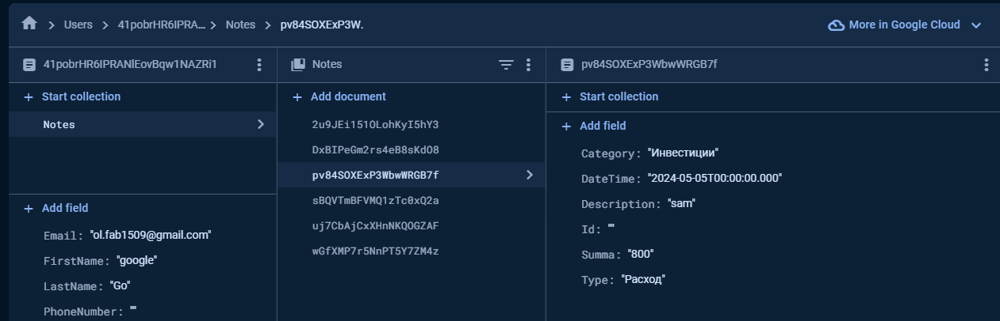 Users 41pobrHR6IPRA... Notes pv84SOXExP3W. More in Google Cloud
41pobrHR6IPRANlEovBqw1NAZRi1
Start collection
Notes
Add field
Email: "ol.fab1509@gmail.com"
FirstName: "google"
LastName: "Go"
PhoneNumber: ""
Notes
Add document
2u9JEi151OLohKyI5hY3
DxBIPeGm2rs4eB8sKdO8
pv84SOXExP3WbwWRGB7f
sBQVTmBFVMQ1zTc0xQ2a
uj7CbAjCxXHnNKQOGZAF
wGfXMP7r5NnPT5Y7ZM4z
pv84SOXExP3WbwWRGB7f
Start collection
Add field
Category: "Инвестиции"
DateTime: "2024-05-05T00:00:00.000"
Description: "sam"
Id: ""
Summa: "800"
Type: "Расход"